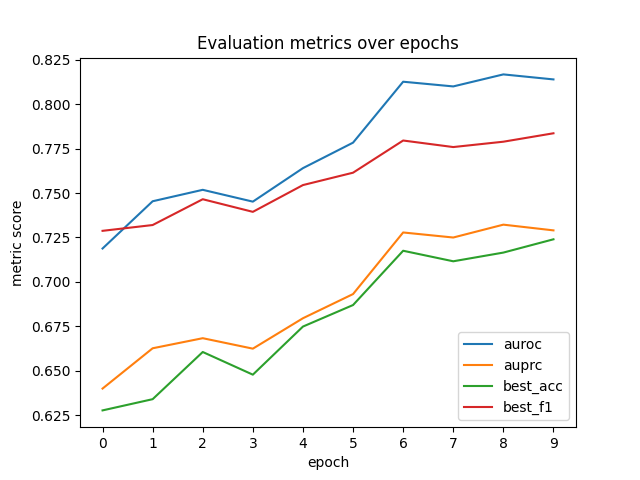 Evaluation metrics over epochs
metric score
0.825
0.800
0.775
0.750
0.725
0.700
0.675
0.650
0.625
auroc
auprc
best_acc
best_f1
0 1 2 3 4 5 6 7 8 9
epoch